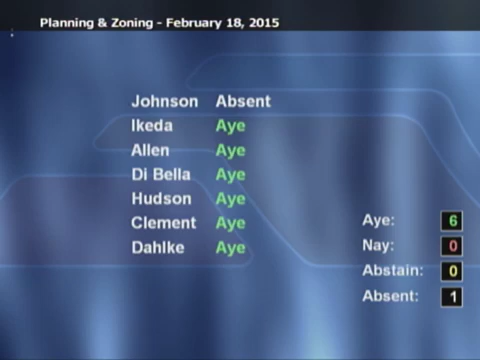 Planning & Zoning - February 18, 2015
Johnson Absent
Ikeda Aye
Allen Aye
Di Bella Aye
Hudson Aye
Clement Aye
Dahlke Aye
Aye: 6
Nay: 0
Abstain: 0
Absent: 1